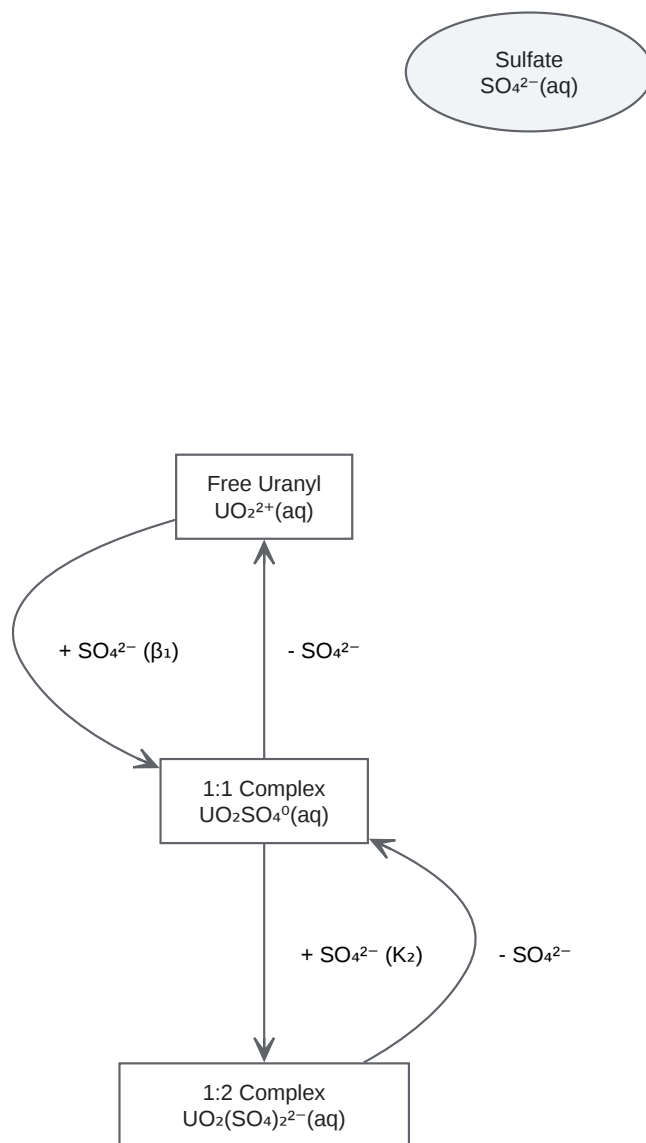 Sulfate
SO₄²⁻(aq)
Free Uranyl
UO₂²⁺(aq)
+ SO₄²⁻ (β₁)
- SO₄²⁻
1:1 Complex
UO₂SO₄⁰(aq)
+ SO₄²⁻ (K₂)
- SO₄²⁻
1:2 Complex
UO₂(SO₄)₂²⁻(aq)